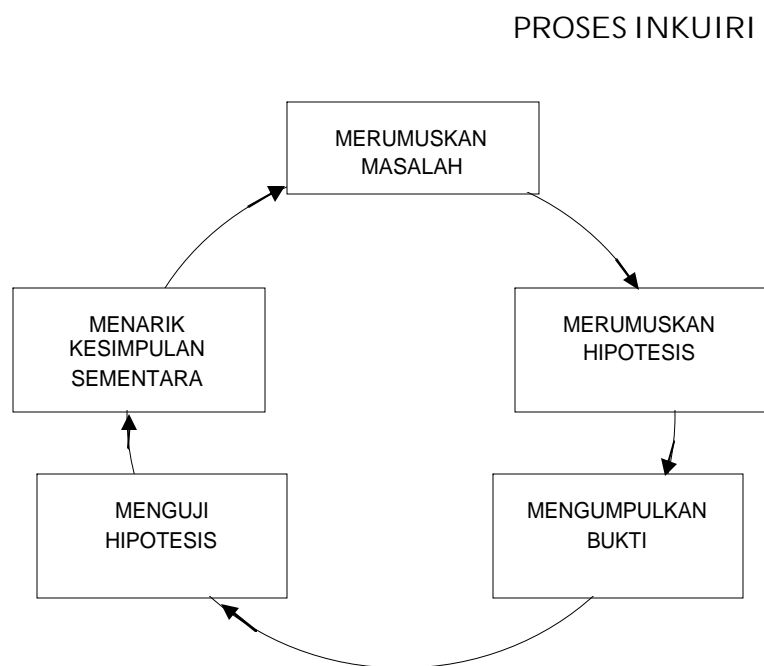 PROSES INKUIRI
MERUMUSKAN
MASALAH
MERUMUSKAN
HIPOTESIS
MENGUMPULKAN
BUKTI
MENGUJI
HIPOTESIS
MENARIK
KESIMPULAN
SEMENTARA